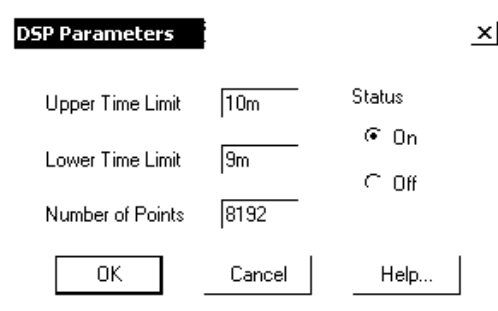 DSP Parameters
Upper Time Limit 10m Status
On
Lower Time Limit 9m
Off
Number of Points 8192
OK Cancel Help...